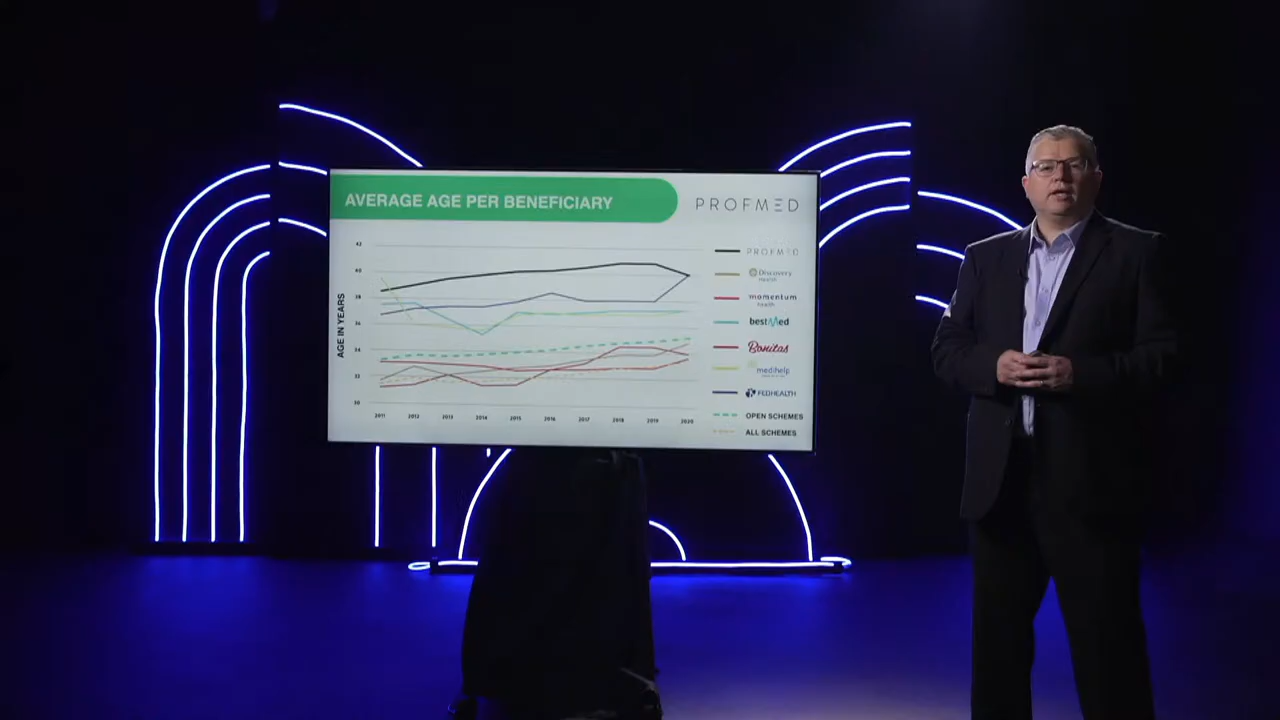 AVERAGE AGE PER BENEFICIARY
PROFMED
AGE IN YEARS
42
40
38
36
34
32
30
2011
2012
2013
2014
2015
2016
2017
2018
2019
2020
PROFMED
Discovery
Health
momentum
health
bestMed
Bonitas
medihelp
FEDHEALTH
OPEN SCHEMES
ALL SCHEMES